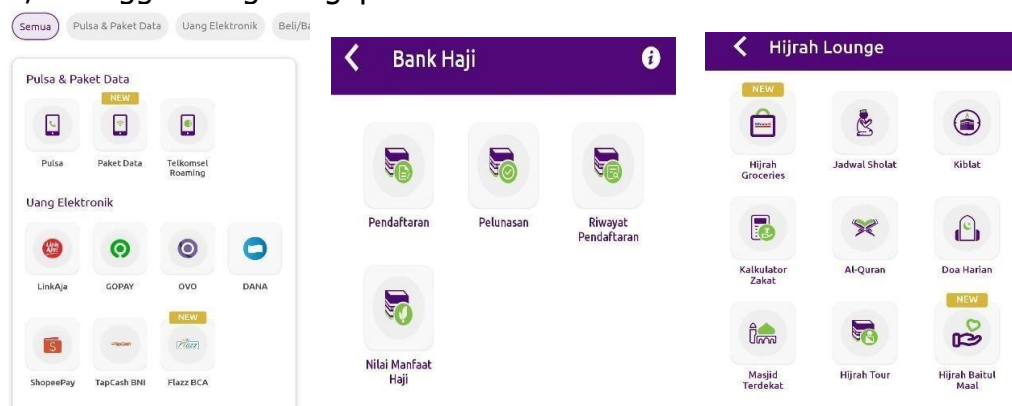 Semua
Pulsa & Paket Data
Uang Elektronik
Pulsa & Paket Data
NEW
Pulsa
Paket Data
Telkomsel
Roaming
Uang Elektronik
LinkAja
GOPAY
OVO
DANA
NEW
ShopeePay
TapCash BNI
Flazz BCA
Bank Haji
Pendaftaran
Pelunasan
Riwayat
Pendaftaran
Nilai Manfaat
Haji
Hijrah Lounge
NEW
Hijrah
Groceries
Jadwal Sholat
Kiblat
Kalkulator
Zakat
Al-Quran
Doa Harian
NEW
Masjid
Terdekat
Hijrah Tour
Hijrah Baitul
Maal